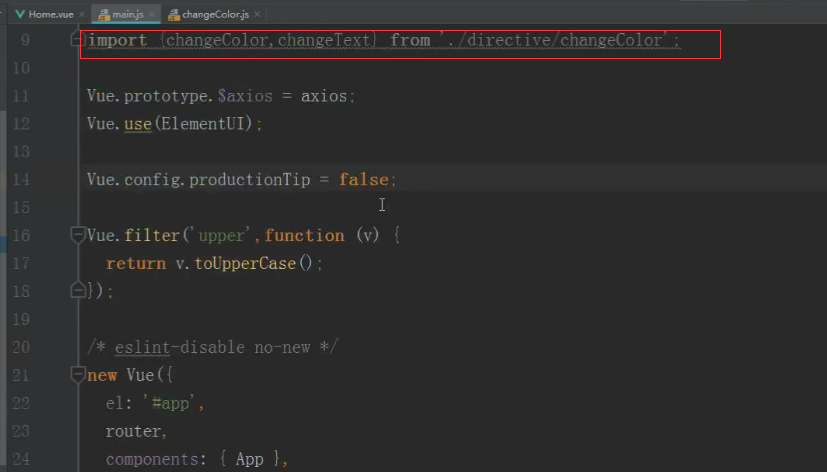 Home.vue × main.js × changeColor.js ×
9 import {changeColor,changeText} from './directive/changeColor';
10
11 Vue.prototype.$axios = axios;
12 Vue.use(ElementUI);
13
14 Vue.config.productionTip = false;
15
16 Vue.filter('upper',function (v) {
17 return v.toUpperCase();
18 });
19
20 /* eslint-disable no-new */
21 new Vue({
22 el: '#app',
23 router,
24 components: { App },